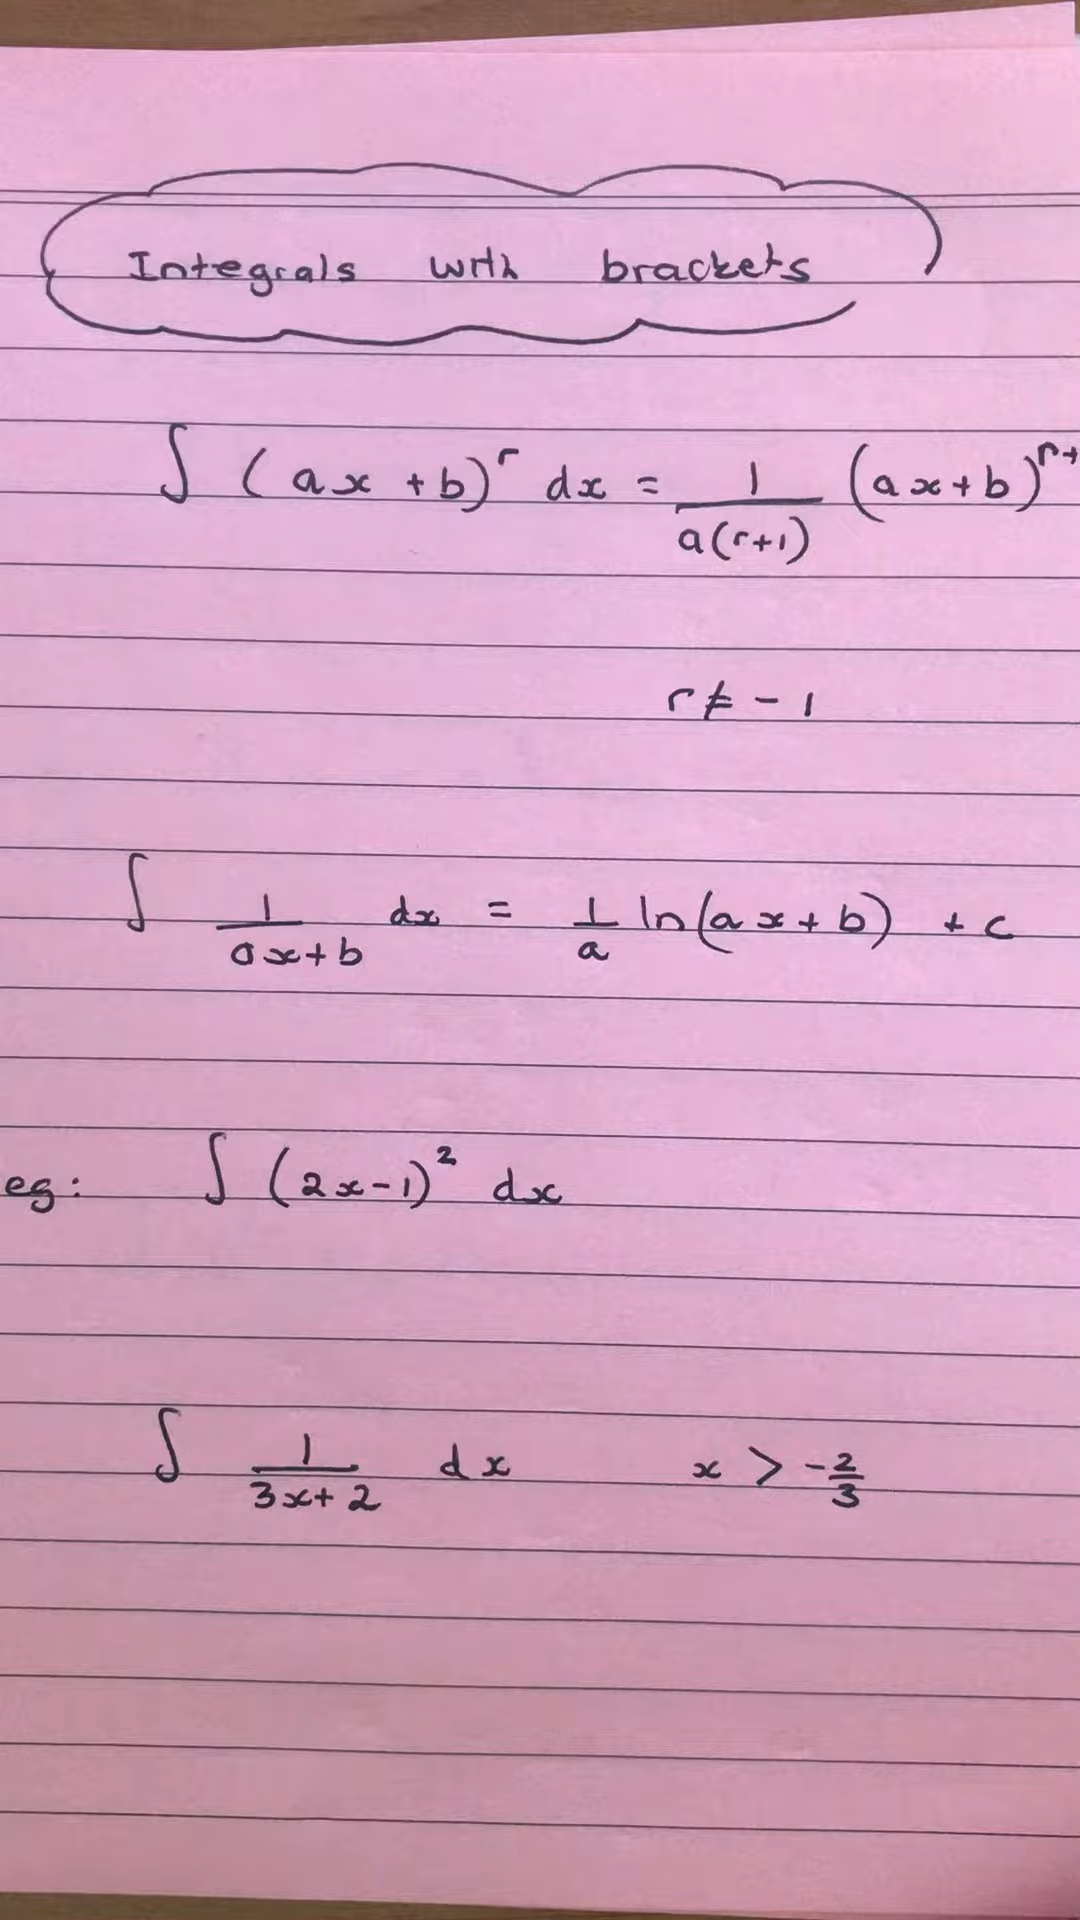 Integrals with brackets
∫ (ax+b)^r dx = 1/a(r+1) (ax+b)^r+
r ≠ -1
∫ 1/ax+b dx = 1/a ln(ax+b) + c
eg: ∫ (2x-1)^2 dx
∫ 1/3x+2 dx x > -2/3